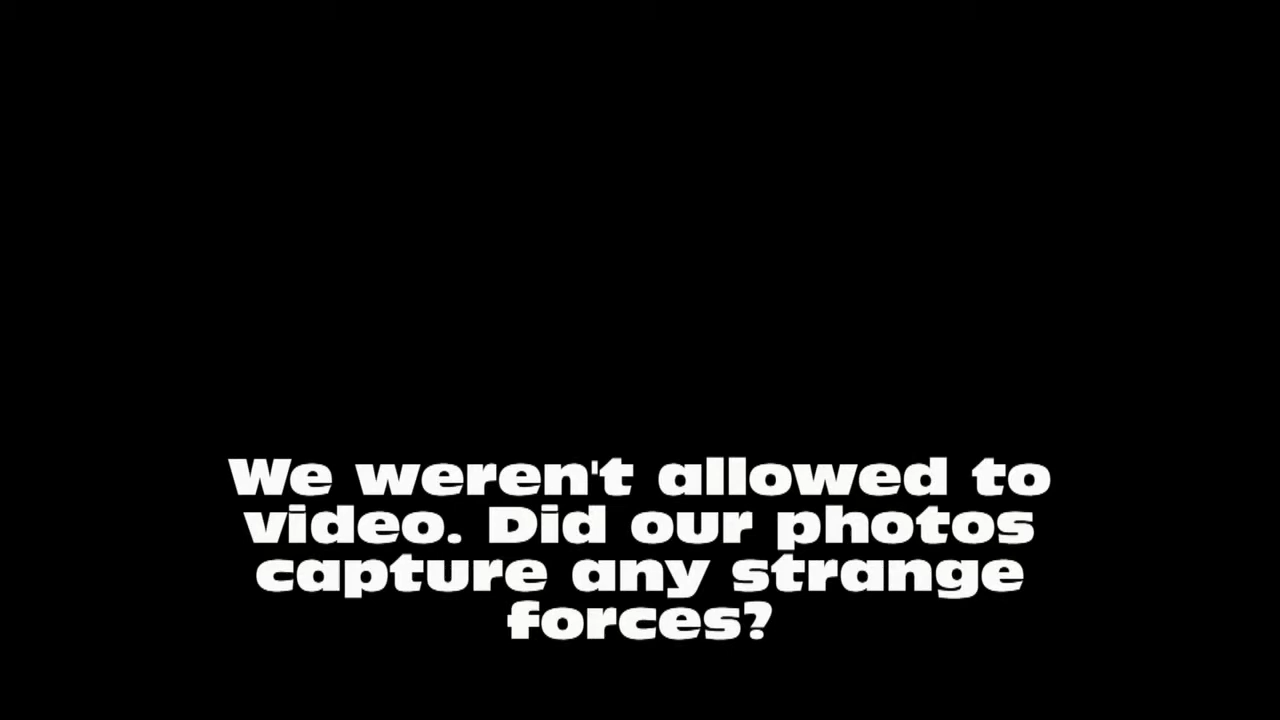 We weren't allowed to
video. Did our photos
capture any strange
forces?